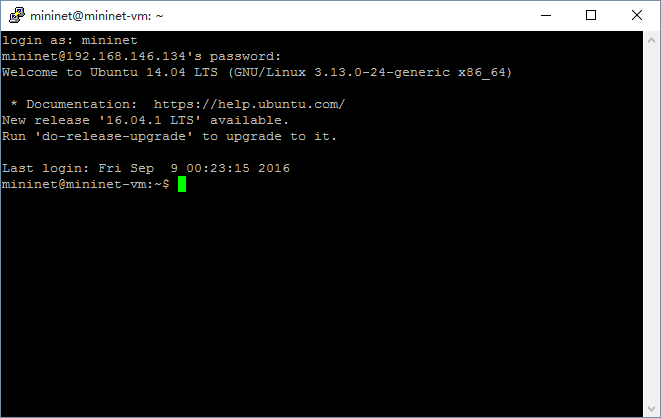 mininet@mininet-vm: ~
login as: mininet
mininet@192.168.146.134's password:
Welcome to Ubuntu 14.04 LTS (GNU/Linux 3.13.0-24-generic x86_64)
 * Documentation:  https://help.ubuntu.com/
New release '16.04.1 LTS' available.
Run 'do-release-upgrade' to upgrade to it.
Last login: Fri Sep  9 00:23:15 2016
mininet@mininet-vm:~$